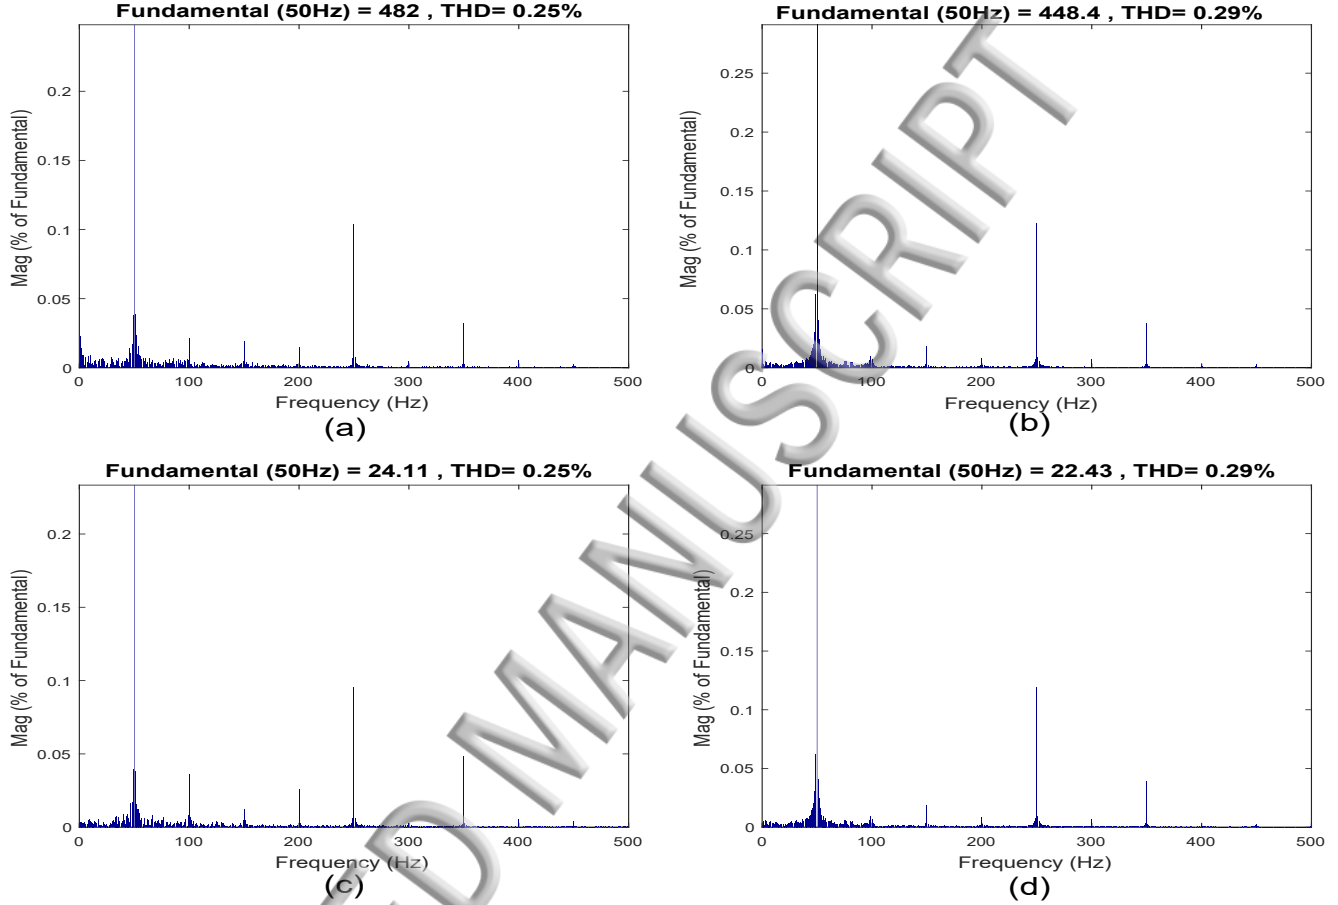 Fundamental (50Hz) = 482 , THD= 0.25%
0.2
0.15
0.1
0.05
0
Mag (% of Fundamental)
0 100 200 300 400 500
Frequency (Hz)
(a)
Fundamental (50Hz) = 448.4 , THD= 0.29%
0.25
0.2
0.15
0.1
0.05
0
Mag (% of Fundamental)
0 100 200 300 400 500
Frequency (Hz)
(b)
Fundamental (50Hz) = 24.11 , THD= 0.25%
0.2
0.15
0.1
0.05
0
Mag (% of Fundamental)
0 100 200 300 400 500
Frequency (Hz)
(c)
Fundamental (50Hz) = 22.43 , THD= 0.29%
0.25
0.2
0.15
0.1
0.05
0
Mag (% of Fundamental)
0 100 200 300 400 500
Frequency (Hz)
(d)
ED MANUSCRIPT